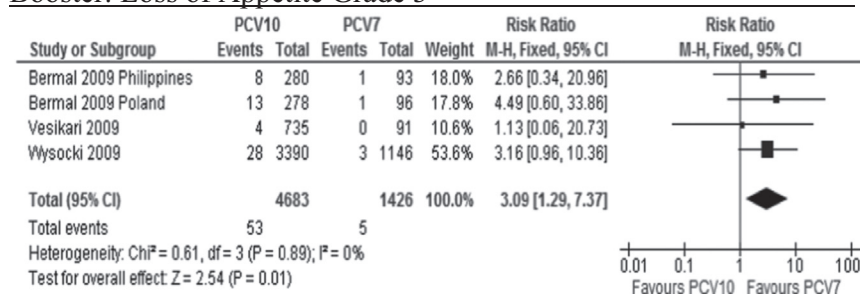 Booster: Loss of Appetite Grade 3
PCV10 PCV7 Risk Ratio Risk Ratio
Study or Subgroup Events Total Events Total Weight M-H, Fixed, 95% CI M-H, Fixed, 95% CI
Bermal 2009 Philippines 8 280 1 93 18.0% 2.66 [0.34, 20.96]
Bermal 2009 Poland 13 278 1 96 17.8% 4.49 [0.60, 33.86]
Vesikari 2009 4 735 0 91 10.6% 1.13 [0.06, 20.73]
Wysocki 2009 28 3390 3 1146 53.6% 3.16 [0.96, 10.36]
Total (95% CI) 4683 1426 100.0% 3.09 [1.29, 7.37]
Total events 53 5
Heterogeneity: Chi² = 0.61, df = 3 (P = 0.89); I² = 0%
Test for overall effect: Z = 2.54 (P = 0.01)
0.01 0.1 1 10 100
Favours PCV10 Favours PCV7